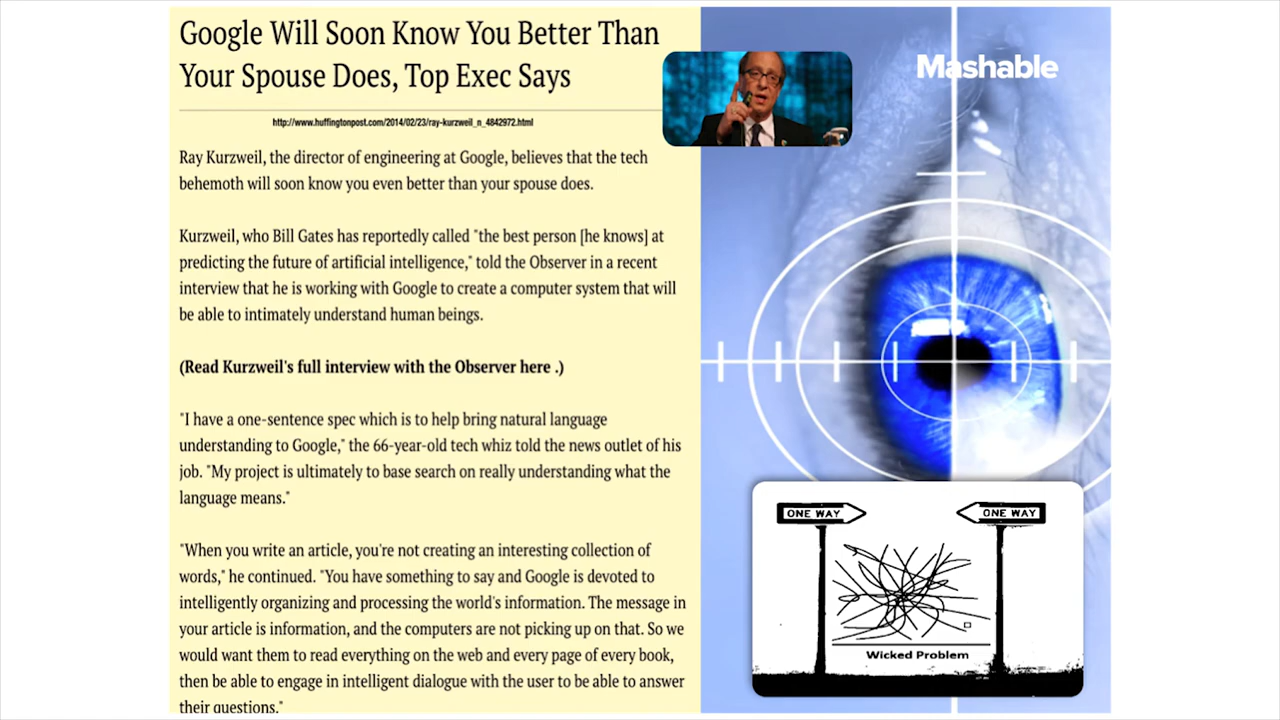 Google Will Soon Know You Better Than
Your Spouse Does, Top Exec Says
http://www.huffingtonpost.com/2014/02/23/ray-kurzweil_n_4842972.html
Ray Kurzweil, the director of engineering at Google, believes that the tech
behemoth will soon know you even better than your spouse does.
Kurzweil, who Bill Gates has reportedly called "the best person [he knows] at
predicting the future of artificial intelligence," told the Observer in a recent
interview that he is working with Google to create a computer system that will
be able to intimately understand human beings.
(Read Kurzweil's full interview with the Observer here .)
"I have a one-sentence spec which is to help bring natural language
understanding to Google," the 66-year-old tech whiz told the news outlet of his
job. "My project is ultimately to base search on really understanding what the
language means."
"When you write an article, you're not creating an interesting collection of
words," he continued. "You have something to say and Google is devoted to
intelligently organizing and processing the world's information. The message in
your article is information, and the computers are not picking up on that. So we
would want them to read everything on the web and every page of every book,
then be able to engage in intelligent dialogue with the user to be able to answer
their questions."
Mashable
ONE WAY
ONE WAY
Wicked Problem